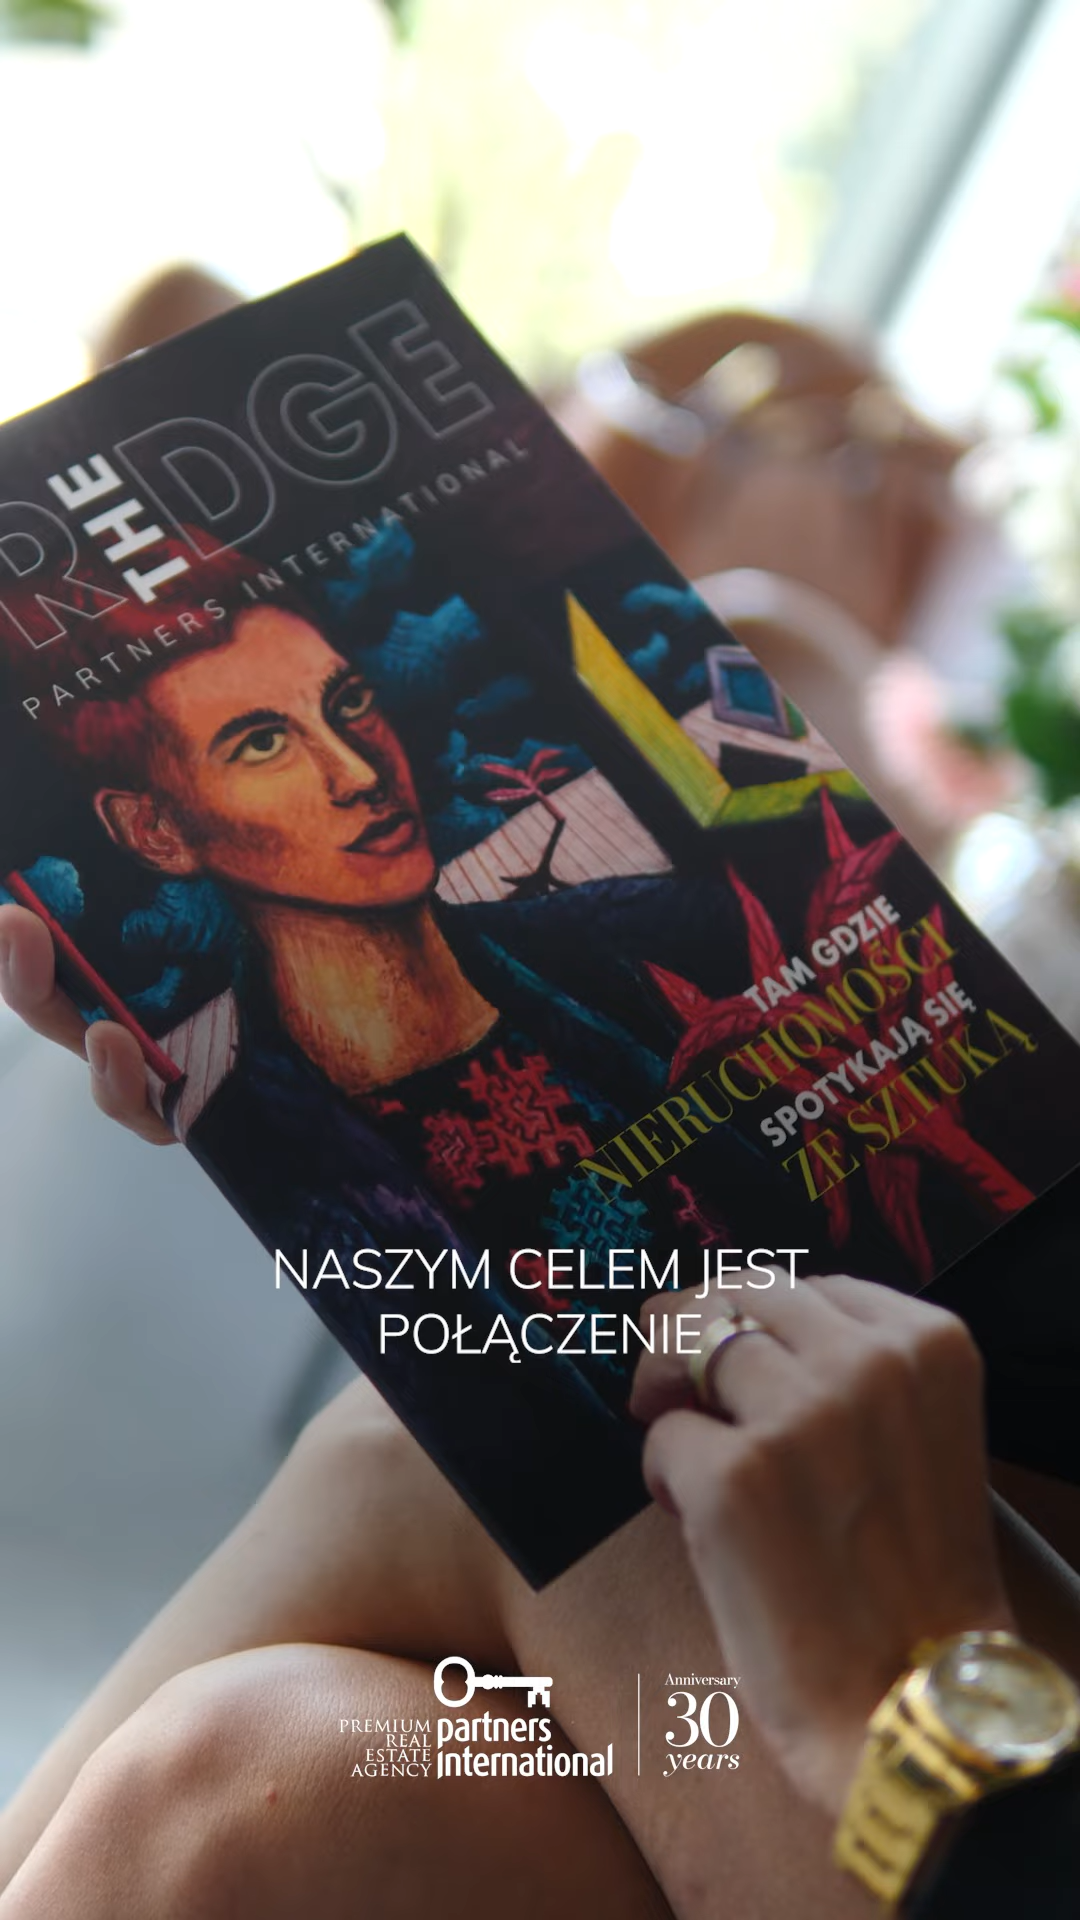 THE
RDGE
PARTNERS INTERNATIONAL
TAM GDZIE
NIERUCHOMOŚCI
SPOTYKAJĄ SIĘ
ZE SZTUKĄ
NASZYM CELEM JEST
POŁĄCZENIE
PREMIUM
REAL
ESTATE
AGENCY
partners
international
Anniversary
30
years